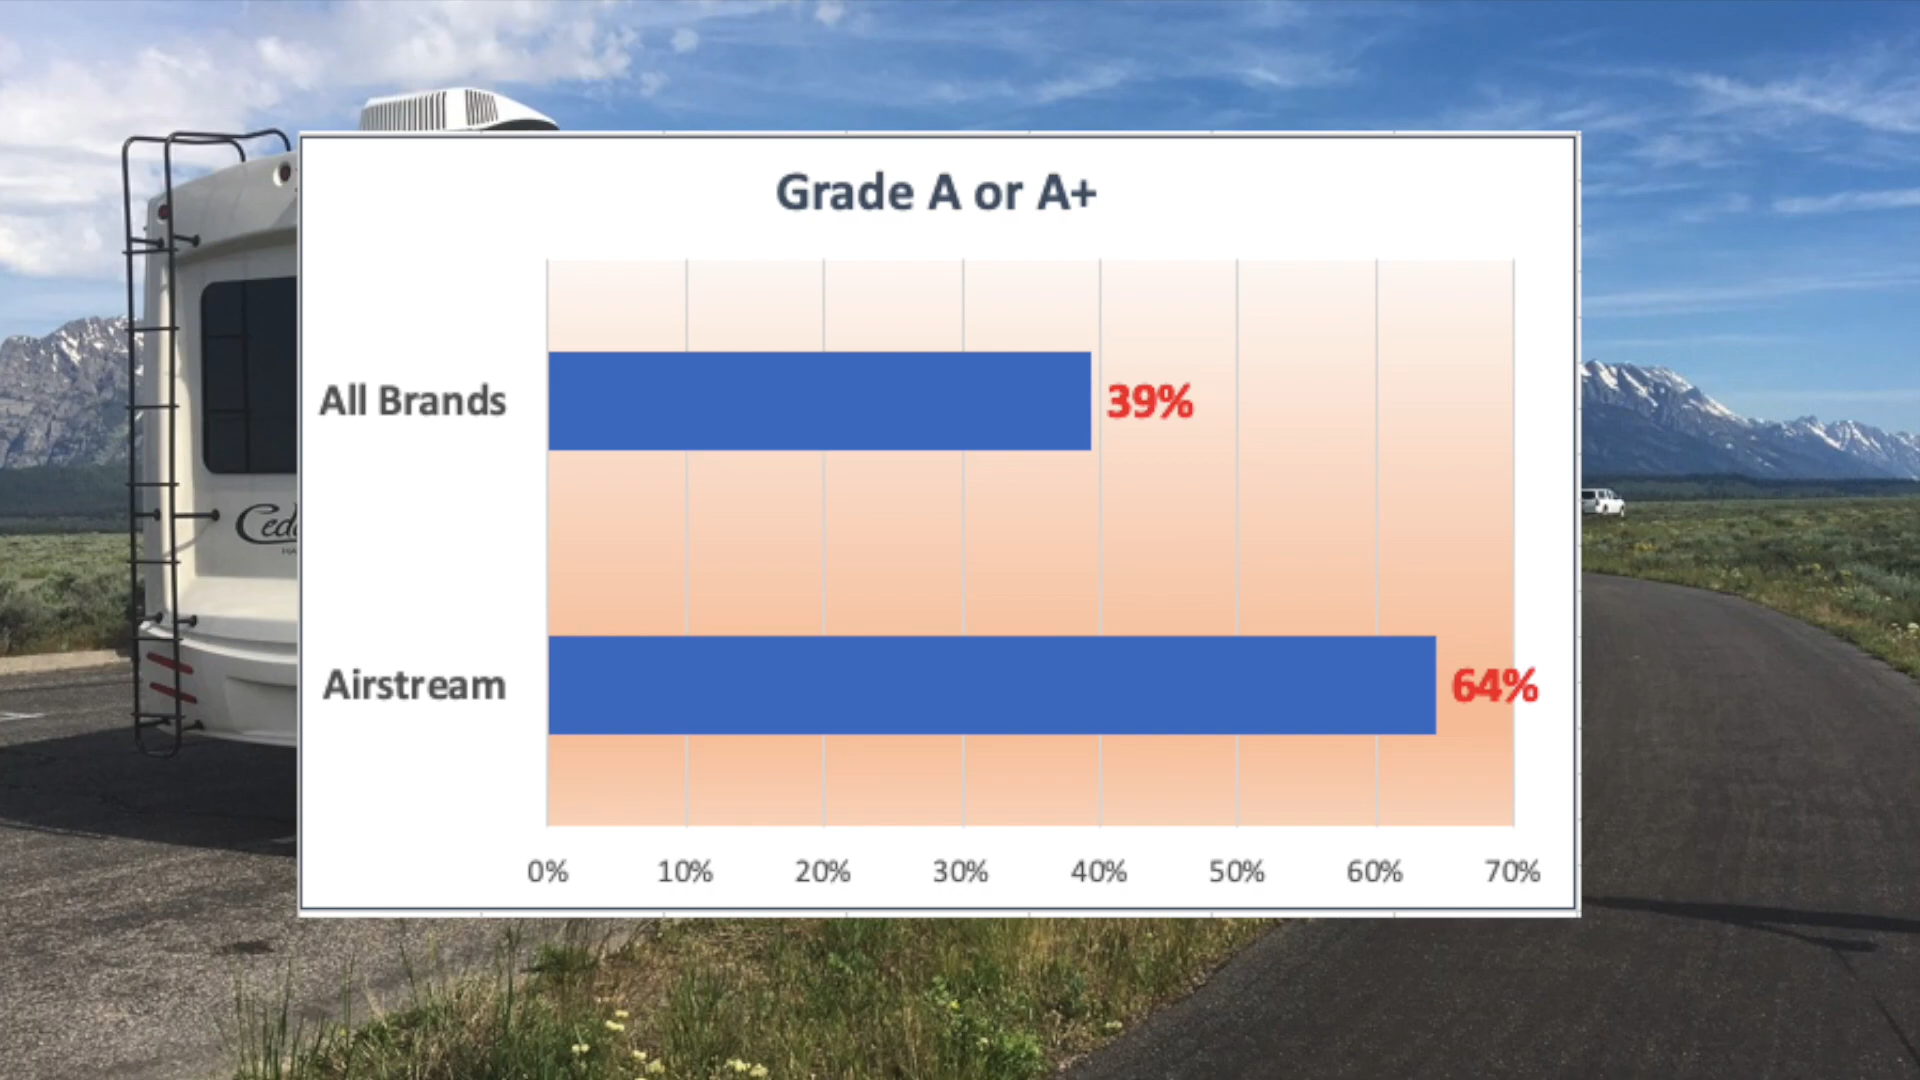 Grade A or A+
All Brands
39%
Airstream
64%
0% 10% 20% 30% 40% 50% 60% 70%